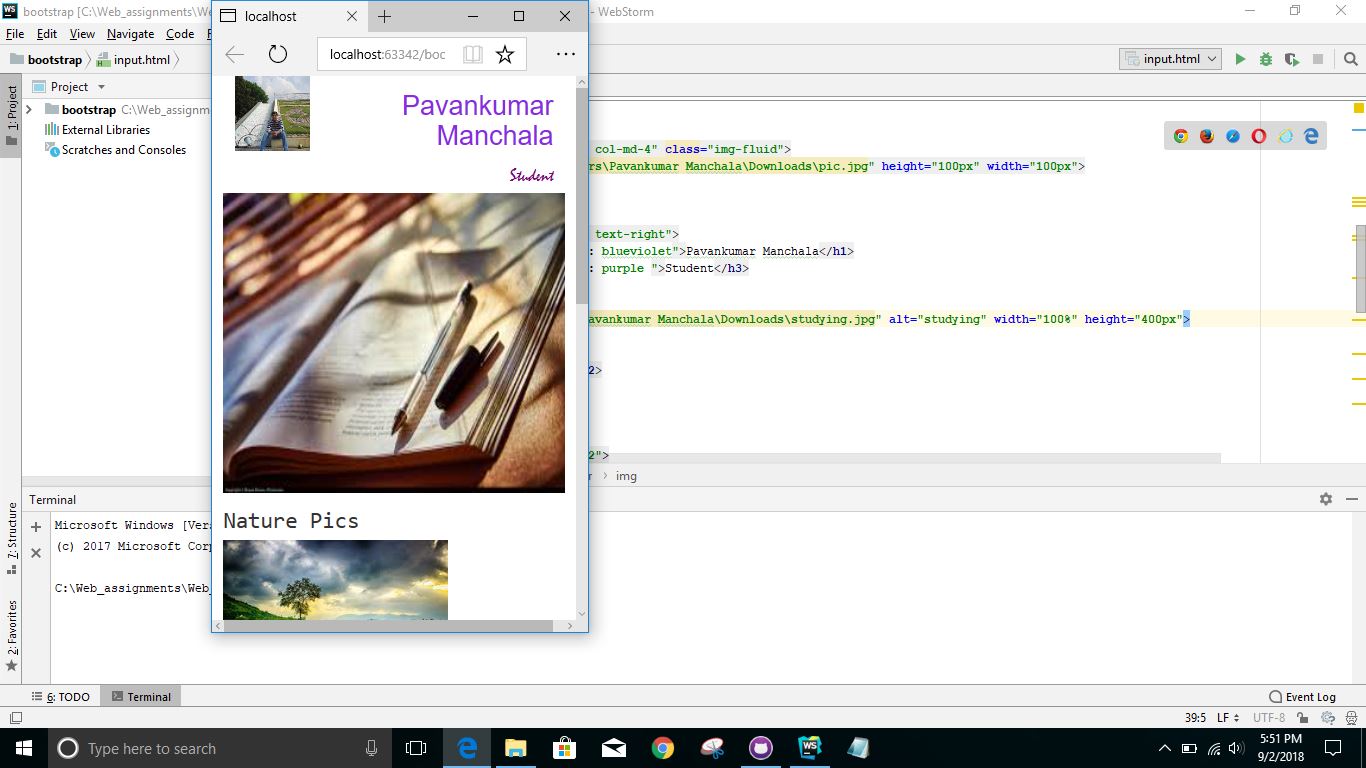 bootstrap [C:\Web_assignments\We
- WebStorm
localhost
File Edit View Navigate Code
localhost:63342/boo
bootstrap input.html
input.html
Project
1: Project
bootstrap C:\Web_assignm
External Libraries
Scratches and Consoles
Pavankumar
Manchala
Student
col-md-4" class="img-fluid">
rs\Pavankumar Manchala\Downloads\pic.jpg" height="100px" width="100px">
text-right">
: blueviolet">Pavankumar Manchala</h1>
: purple ">Student</h3>
avankumar Manchala\Downloads\studying.jpg" alt="studying" width="100%" height="400px">
2>
2">
r img
Nature Pics
Terminal
Microsoft Windows [Vers
(c) 2017 Microsoft Corp
C:\Web_assignments\Web_
7: Structure
2: Favorites
6: TODO Terminal
Event Log
39:5 LF UTF-8
Type here to search
5:51 PM
9/2/2018